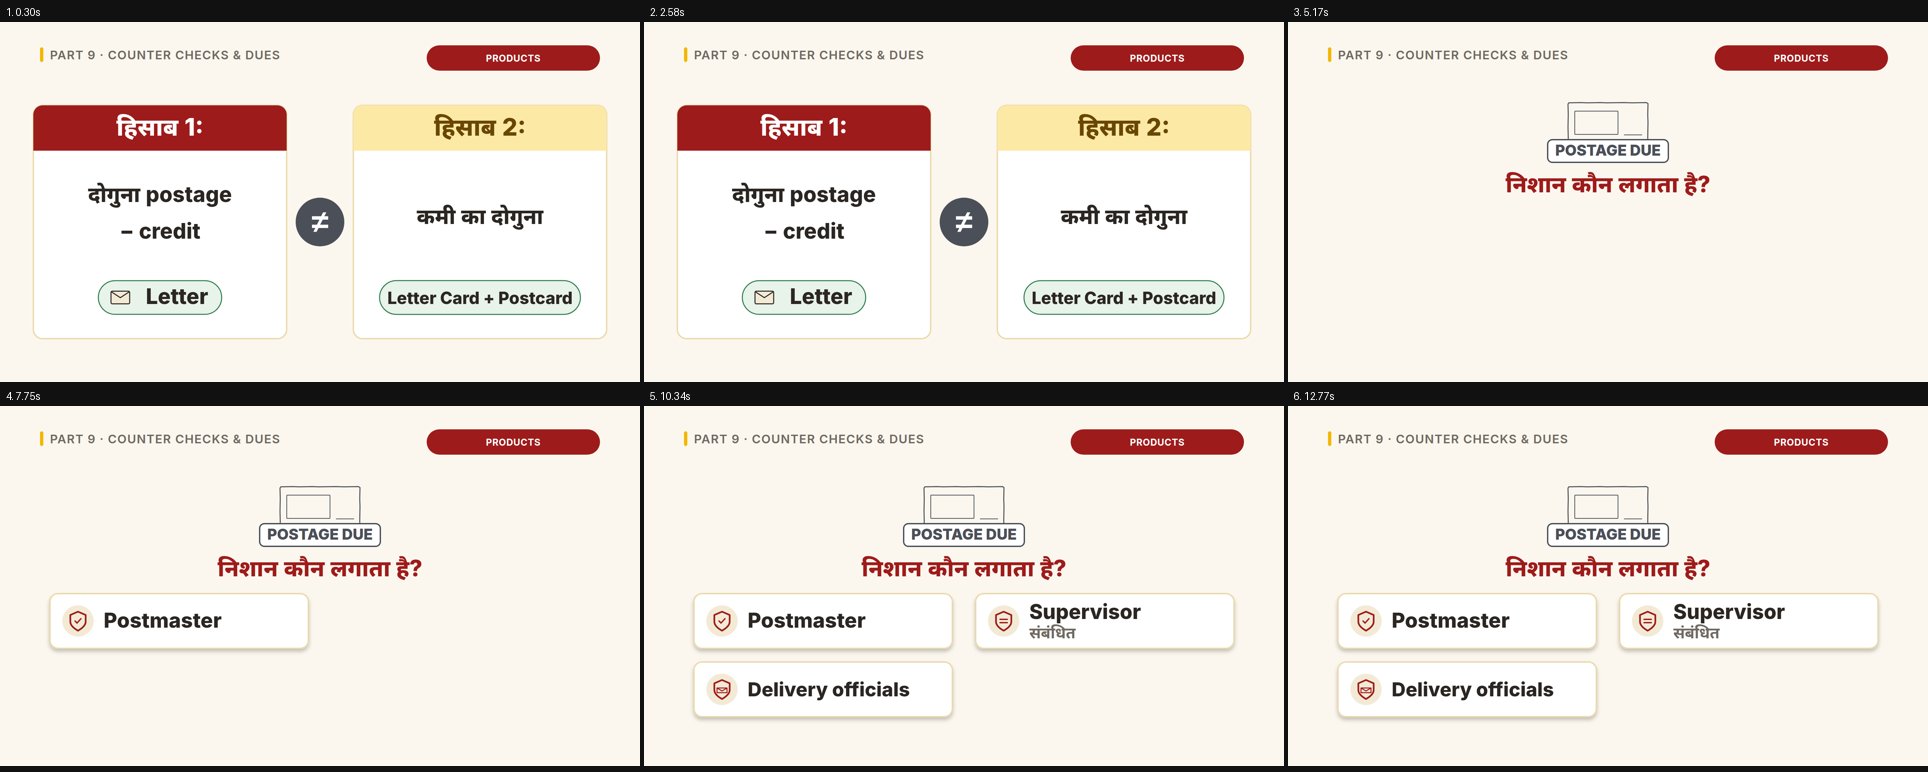 1. 0.30s
PART 9 · COUNTER CHECKS & DUES
PRODUCTS
हिसाब 1:
दोगुना postage
– credit
Letter
≠
हिसाब 2:
कमी का दोगुना
Letter Card + Postcard
2. 2.58s
PART 9 · COUNTER CHECKS & DUES
PRODUCTS
हिसाब 1:
दोगुना postage
– credit
Letter
≠
हिसाब 2:
कमी का दोगुना
Letter Card + Postcard
3. 5.17s
PART 9 · COUNTER CHECKS & DUES
PRODUCTS
POSTAGE DUE
निशान कौन लगाता है?
4. 7.75s
PART 9 · COUNTER CHECKS & DUES
PRODUCTS
POSTAGE DUE
निशान कौन लगाता है?
Postmaster
5. 10.34s
PART 9 · COUNTER CHECKS & DUES
PRODUCTS
POSTAGE DUE
निशान कौन लगाता है?
Postmaster
Supervisor
संबंधित
Delivery officials
6. 12.77s
PART 9 · COUNTER CHECKS & DUES
PRODUCTS
POSTAGE DUE
निशान कौन लगाता है?
Postmaster
Supervisor
संबंधित
Delivery officials